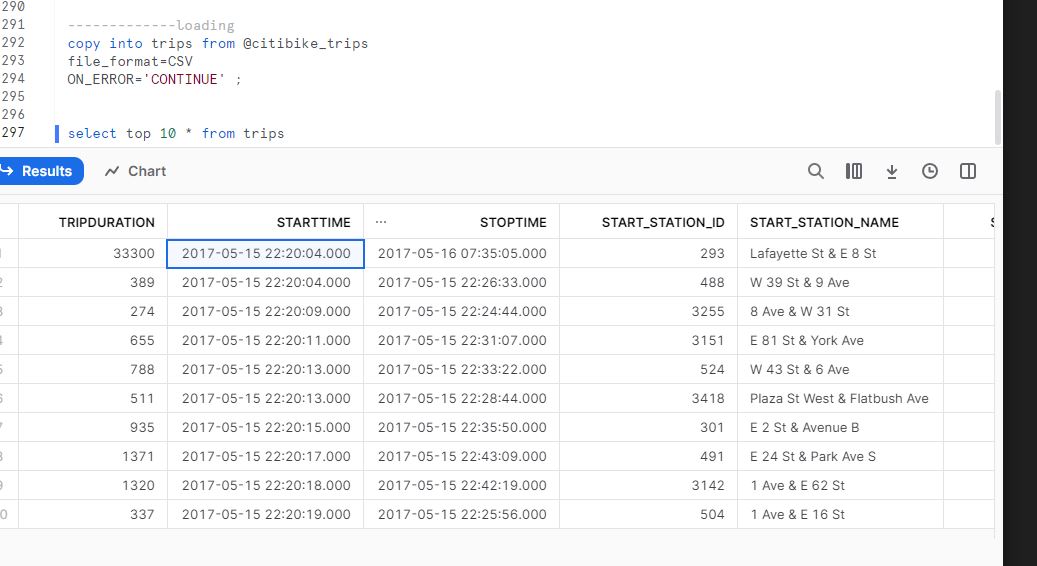 290
291 -------------loading
292 copy into trips from @citibike_trips
293 file_format=CSV
294 ON_ERROR='CONTINUE' ;
295
296
297 select top 10 * from trips
Results Chart
TRIPDURATION STARTTIME ... STOPTIME START_STATION_ID START_STATION_NAME
33300 2017-05-15 22:20:04.000 2017-05-16 07:35:05.000 293 Lafayette St & E 8 St
389 2017-05-15 22:20:04.000 2017-05-15 22:26:33.000 488 W 39 St & 9 Ave
274 2017-05-15 22:20:09.000 2017-05-15 22:24:44.000 3255 8 Ave & W 31 St
655 2017-05-15 22:20:11.000 2017-05-15 22:31:07.000 3151 E 81 St & York Ave
788 2017-05-15 22:20:13.000 2017-05-15 22:33:22.000 524 W 43 St & 6 Ave
511 2017-05-15 22:20:13.000 2017-05-15 22:28:44.000 3418 Plaza St West & Flatbush Ave
935 2017-05-15 22:20:15.000 2017-05-15 22:35:50.000 301 E 2 St & Avenue B
1371 2017-05-15 22:20:17.000 2017-05-15 22:43:09.000 491 E 24 St & Park Ave S
1320 2017-05-15 22:20:18.000 2017-05-15 22:42:19.000 3142 1 Ave & E 62 St
337 2017-05-15 22:20:19.000 2017-05-15 22:25:56.000 504 1 Ave & E 16 St